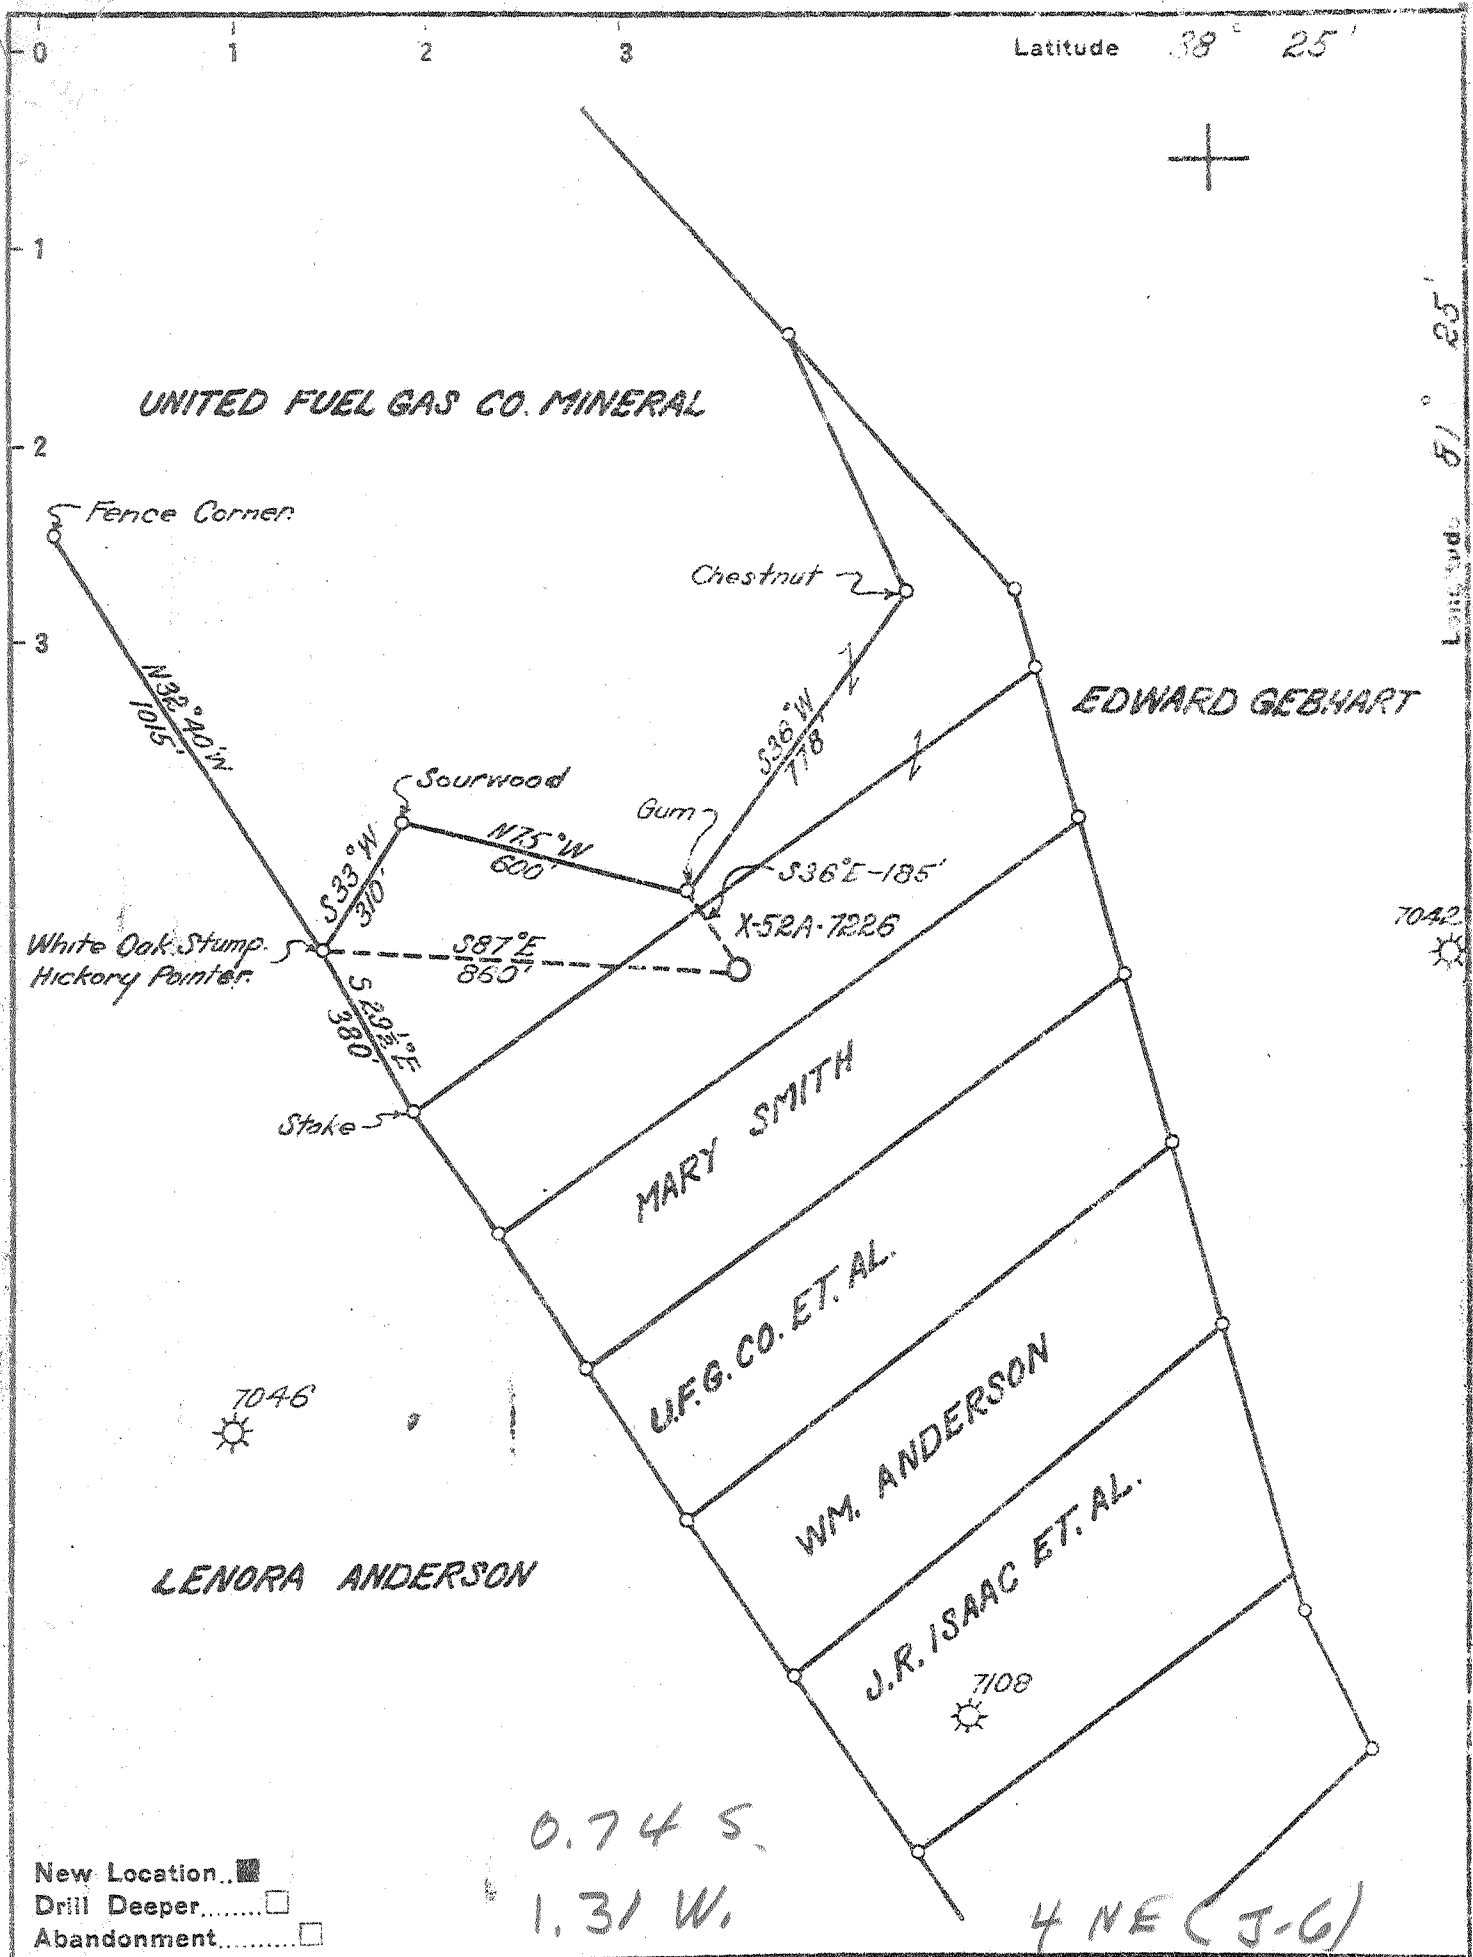 0 1 2 3 Latitude 38° 25'
1
Longitude 81° 25'
UNITED FUEL GAS CO. MINERAL
2
Fence Corner.
Chestnut
3
N32°40'W
1015'
S36°W
778'
EDWARD GEBHART
Sourwood
Gum
N75°W
600'
S33°W
310'
S36°E-185'
X-52A-7226
7042
White Oak Stump.
Hickory Pointer.
S87°E
860'
S29½°E
380'
Stake
MARY SMITH
U.F.G. CO. ET. AL.
7046
WM. ANDERSON
LENORA ANDERSON
J.R. ISAAC ET. AL.
7108
0.74 S.
1.31 W.
4 NE (J-6)
New Location..
Drill Deeper........
Abandonment..........